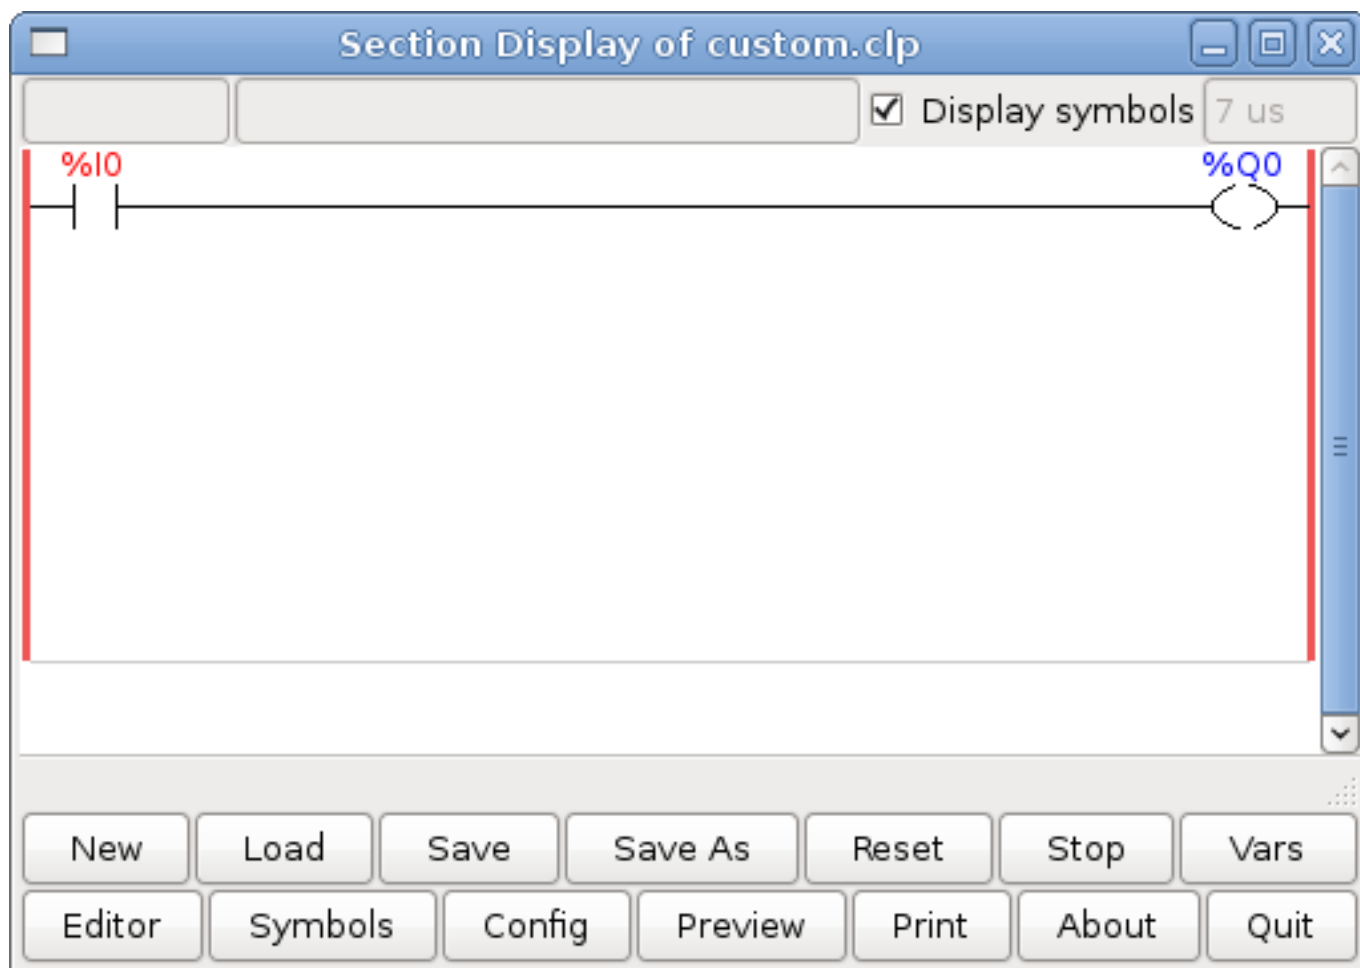 Section Display of custom.clp
Display symbols 7 us
%I0 %Q0
New Load Save Save As Reset Stop Vars
Editor Symbols Config Preview Print About Quit